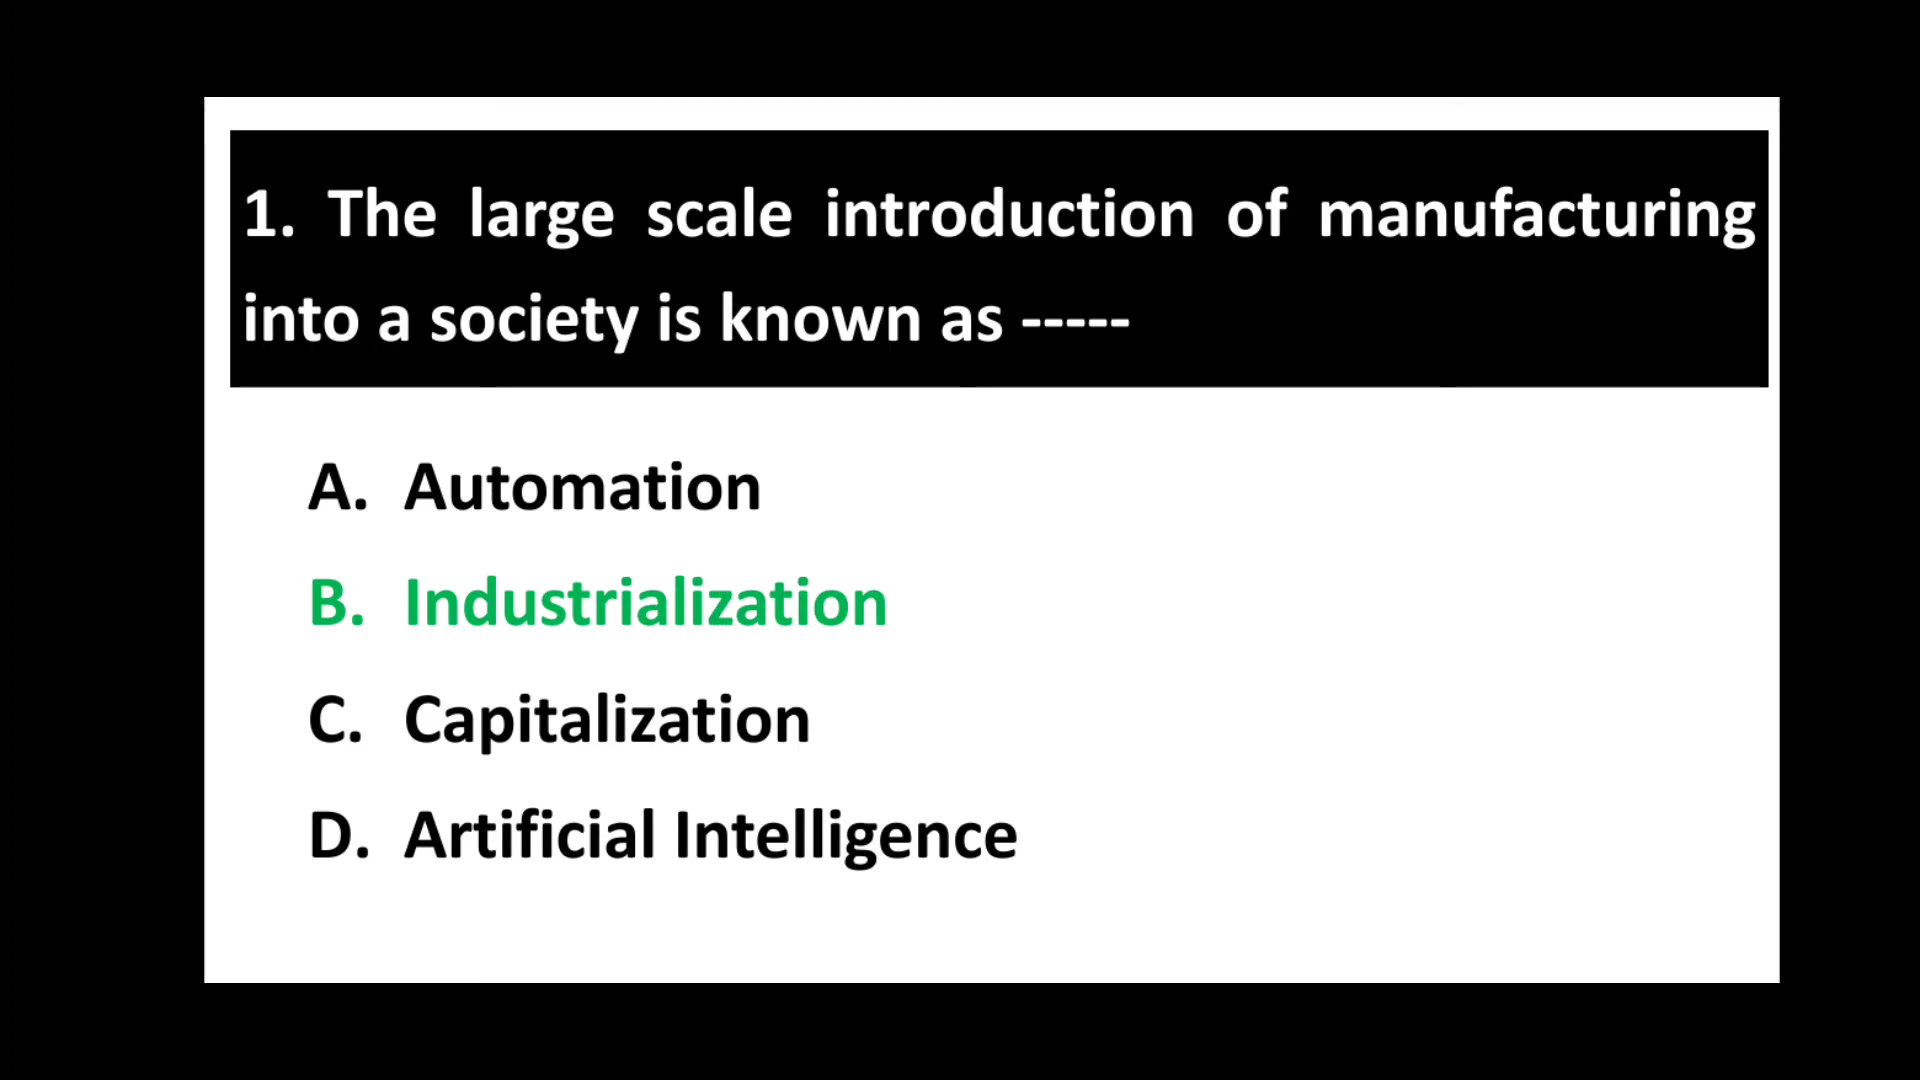 1. The large scale introduction of manufacturing
into a society is known as -----
A. Automation
B. Industrialization
C. Capitalization
D. Artificial Intelligence